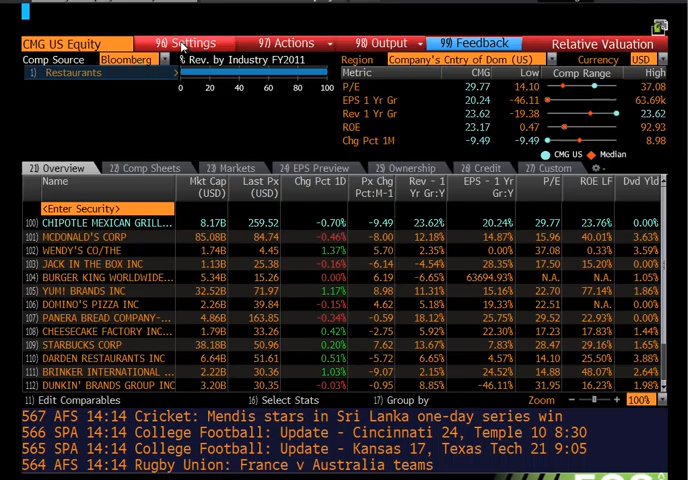 CMG US Equity 96) Settings 97) Actions 98) Output 99) Feedback Relative Valuation
Comp Source Bloomberg % Rev. by Industry FY2011 Region Company's Cntry of Dom (US) Currency USD
1) Restaurants Metric CMG Low Comp Range High
P/E 29.77 14.10 37.08
0 20 40 60 80 100 EPS 1 Yr Gr 20.24 -46.11 63.69k
Rev 1 Yr Gr 23.62 -19.38 23.62
ROE 23.17 0.47 92.93
Chg Pct 1M -9.49 -9.49 8.98
CMG US Median
21) Overview 22) Comp Sheets 23) Markets 24) EPS Preview 25) Ownership 26) Credit 27) Custom
Name Mkt Cap (USD) Last Px (USD) Chg Pct 1D Px Chg Pct:M-1 Rev - 1 Yr Gr:Y EPS - 1 Yr Gr:Y P/E ROE LF Dvd Yld
<Enter Security>
100) CHIPOTLE MEXICAN GRILL... 8.17B 259.52 -0.70% -9.49 23.62% 20.24% 29.77 23.76% 0.00%
101) MCDONALD'S CORP 85.08B 84.74 -0.46% -8.00 12.18% 14.87% 15.96 40.01% 3.63%
102) WENDY'S CO/THE 1.74B 4.45 1.37% 5.70 2.35% 0.00% 37.08 0.33% 3.59%
103) JACK IN THE BOX INC 1.13B 25.38 -0.16% -6.14 -4.54% -8.35% 17.50 15.20% 0.00%
104) BURGER KING WORLDWIDE... 5.34B 15.26 0.00% 6.19 -6.65% 63694.93% N.A. N.A. 1.05%
105) YUM! BRANDS INC 32.52B 71.97 1.17% 8.98 11.31% 15.16% 22.70 77.14% 1.86%
106) DOMINO'S PIZZA INC 2.26B 39.84 -0.15% 4.62 5.18% 19.33% 22.51 N.A. 0.00%
107) PANERA BREAD COMPANY-... 4.86B 163.85 -0.34% -0.59 18.12% 25.75% 29.52 22.93% 0.00%
108) CHEESECAKE FACTORY INC... 1.79B 33.26 0.42% -2.75 5.92% 22.30% 17.23 17.83% 1.44%
109) STARBUCKS CORP 38.18B 50.96 0.20% 7.62 13.67% 7.83% 28.47 29.16% 1.65%
110) DARDEN RESTAURANTS INC 6.64B 51.61 0.51% -5.72 6.65% 4.57% 14.10 25.50% 3.88%
111) BRINKER INTERNATIONAL ... 2.22B 30.36 1.03% -9.07 2.15% 24.52% 14.88 48.07% 2.64%
112) DUNKIN' BRANDS GROUP INC 3.20B 30.35 -0.03% -0.95 8.85% -46.11% 31.95 16.23% 1.98%
11) Edit Comparables 16) Select Stats 17) Group by Zoom - + 100%
567 AFS 14:14 Cricket: Mendis stars in Sri Lanka one-day series win
566 SPA 14:14 College Football: Update - Cincinnati 24, Temple 10 8:30
565 SPA 14:14 College Football: Update - Kansas 17, Texas Tech 21 9:05
564 AFS 14:14 Rugby Union: France v Australia teams